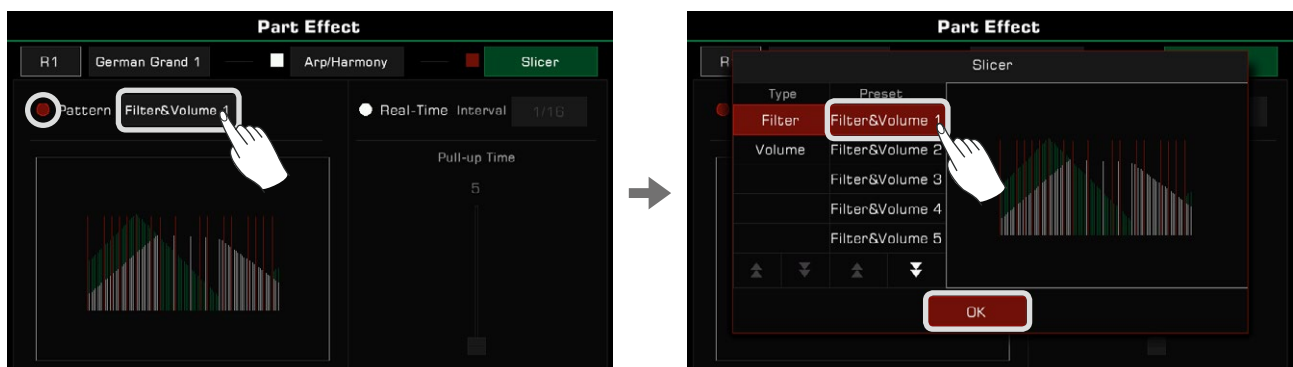 Part Effect
R1 German Grand 1 Arp/Harmony Slicer
Pattern Filter&Volume 1 Real-Time Interval 1/16
Pull-up Time
5
Part Effect
R
Slicer
Type Preset
Filter Filter&Volume 1
Volume Filter&Volume 2
Filter&Volume 3
Filter&Volume 4
Filter&Volume 5
OK